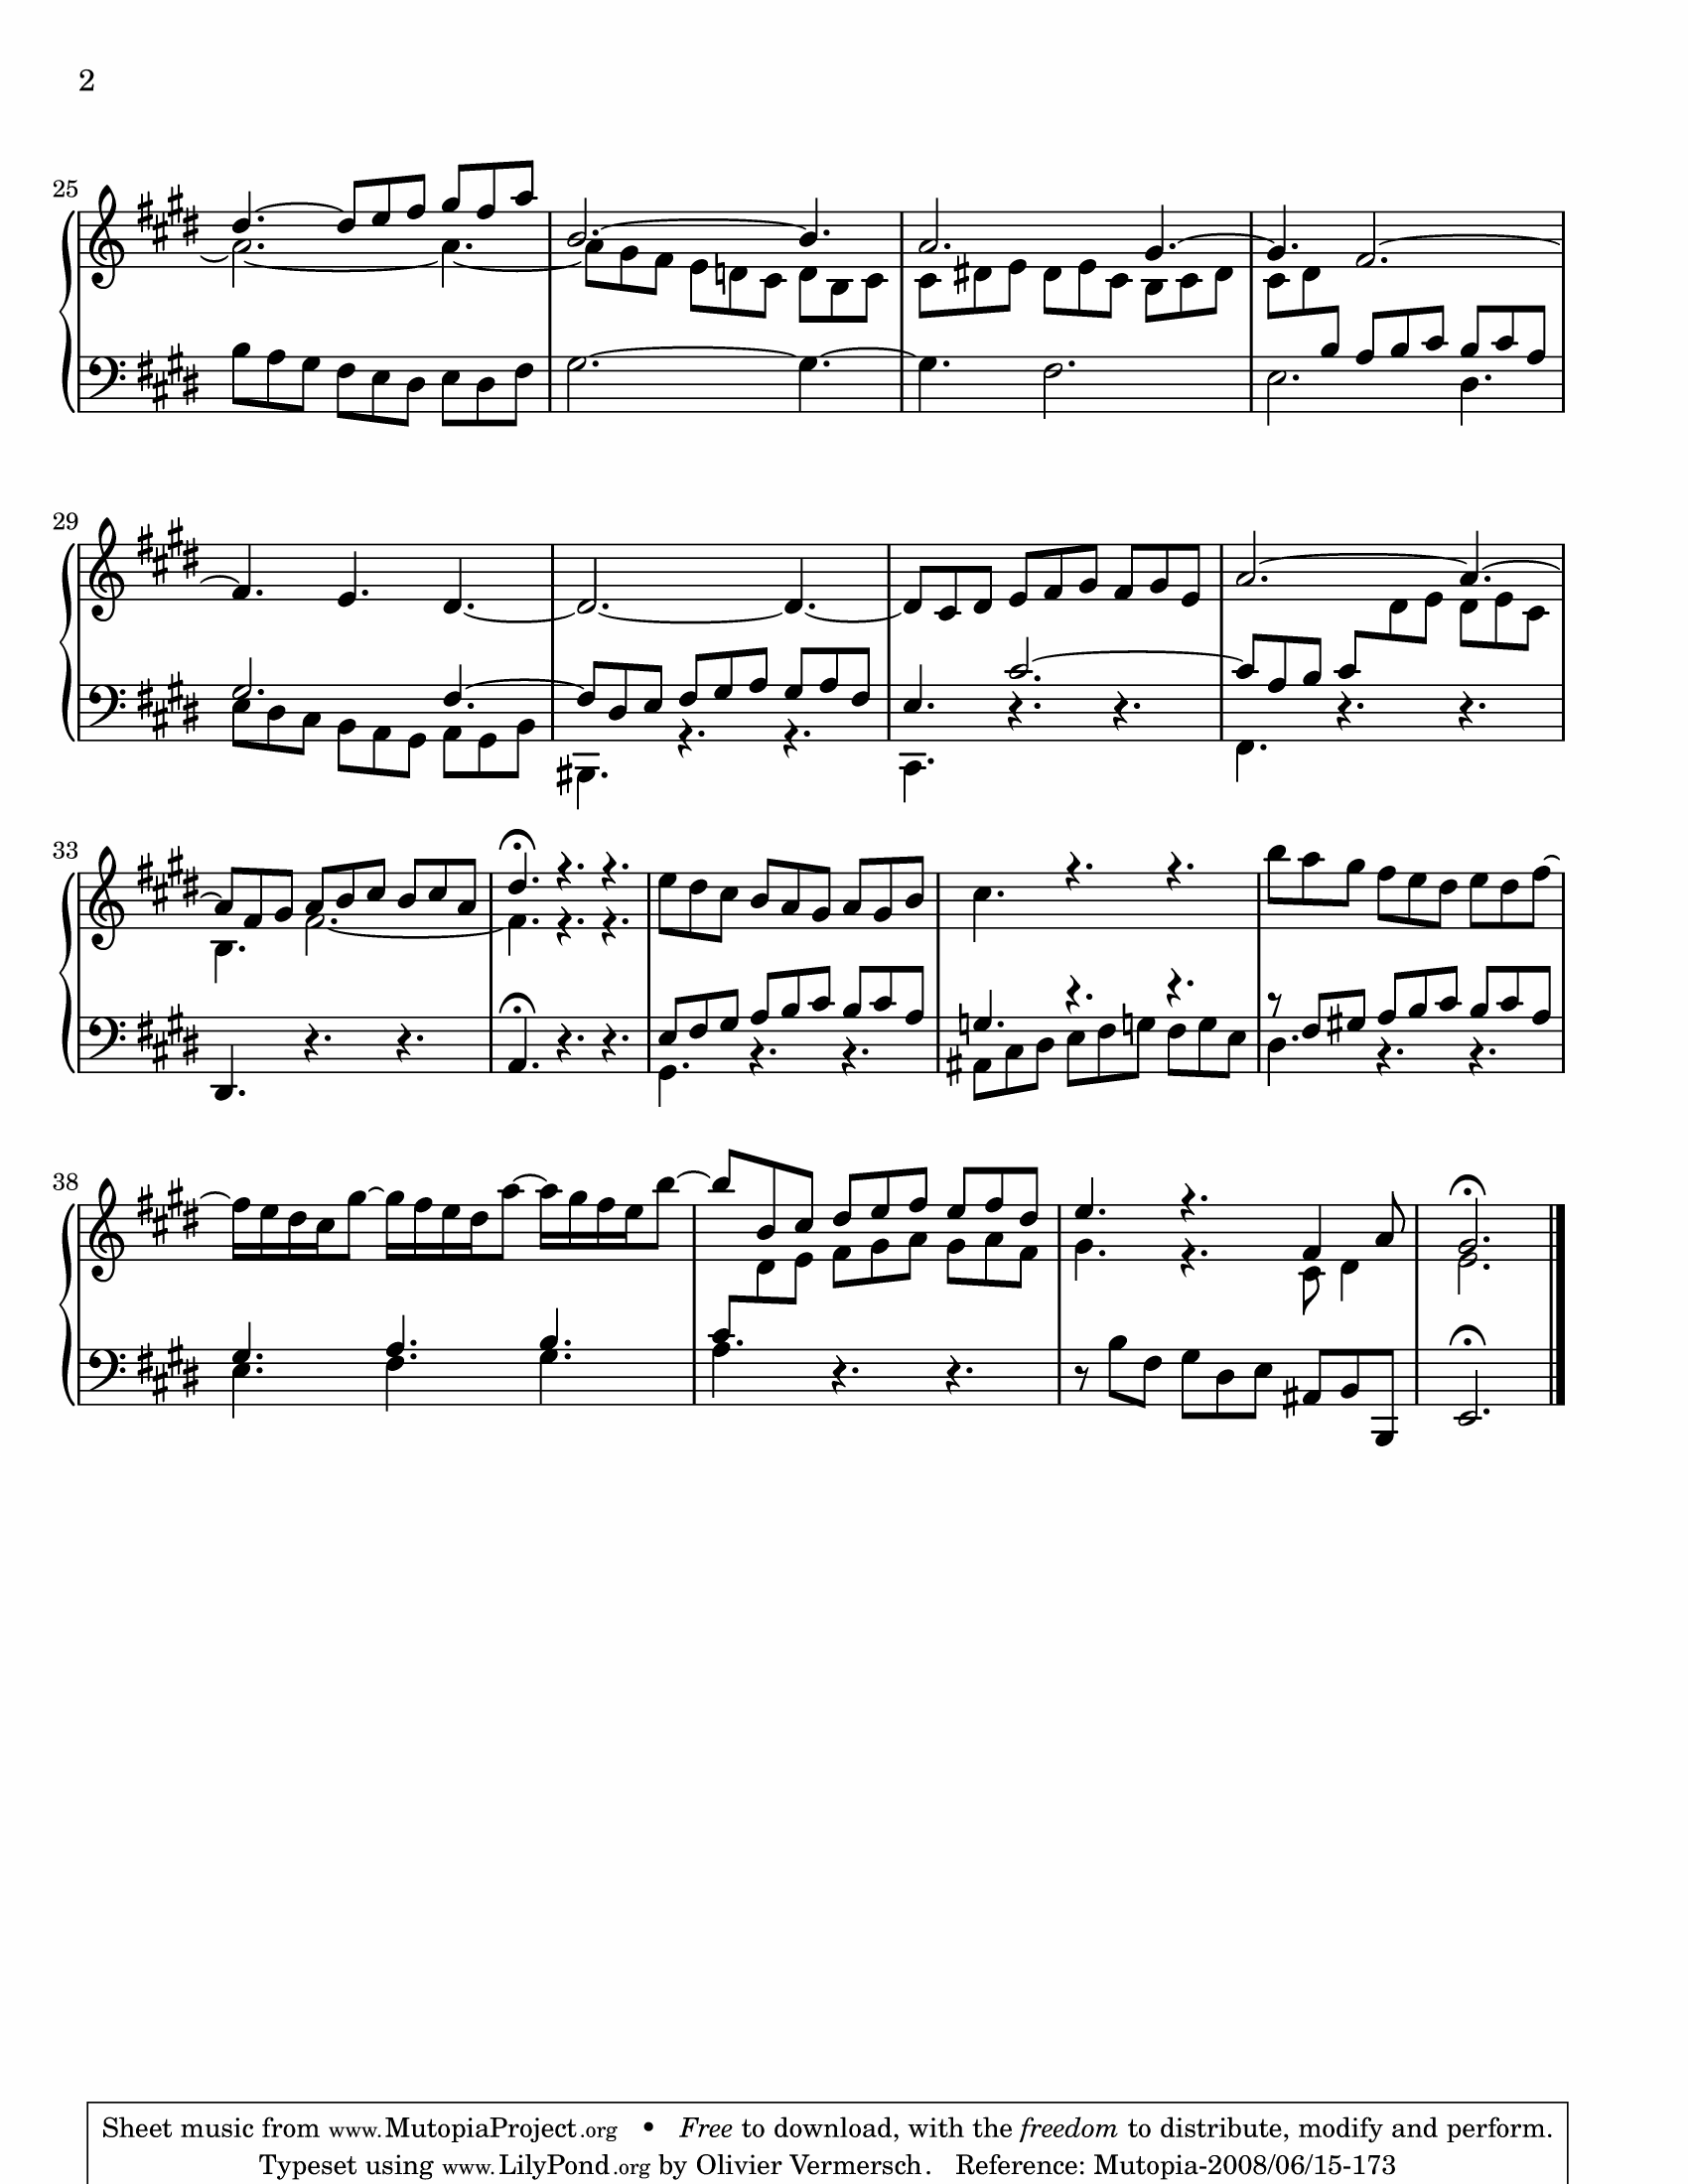 2
25
29
33
38
Sheet music from www.MutopiaProject.org • Free to download, with the freedom to distribute, modify and perform.
Typeset using www.LilyPond.org by Olivier Vermersch. Reference: Mutopia-2008/06/15-173